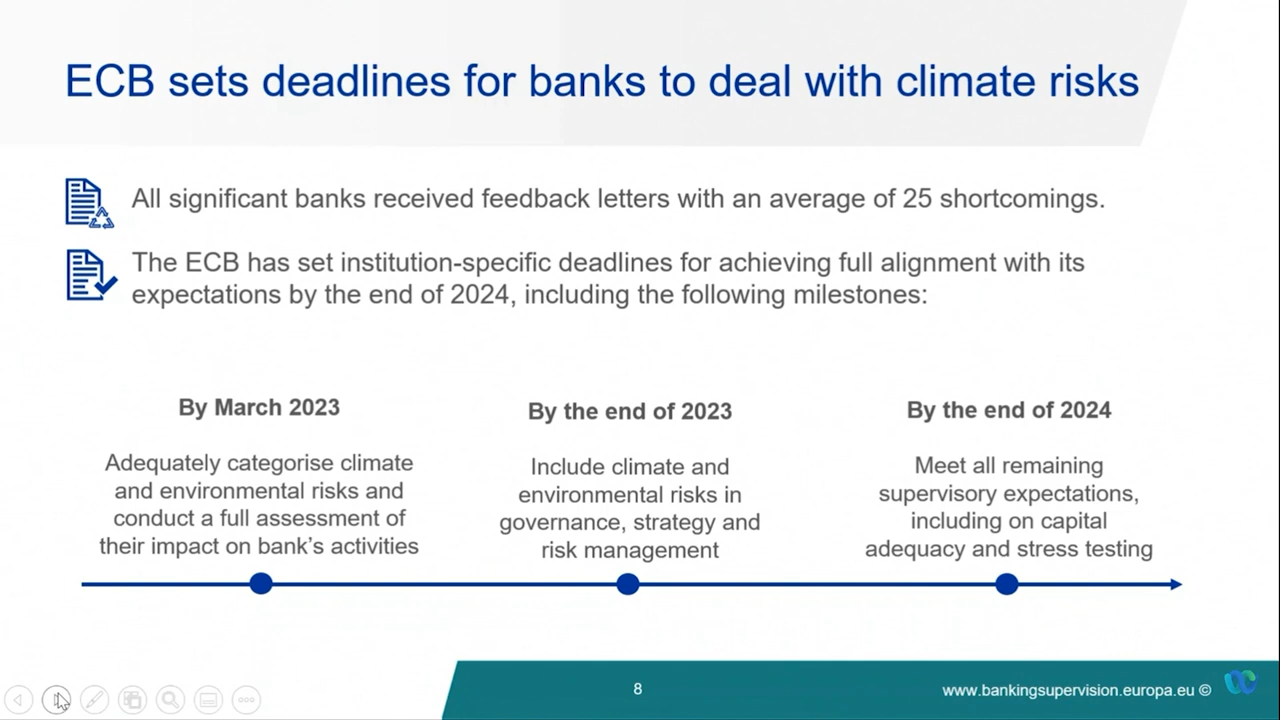 ECB sets deadlines for banks to deal with climate risks
All significant banks received feedback letters with an average of 25 shortcomings.
The ECB has set institution-specific deadlines for achieving full alignment with its
expectations by the end of 2024, including the following milestones:
By March 2023
Adequately categorise climate
and environmental risks and
conduct a full assessment of
their impact on bank's activities
By the end of 2023
Include climate and
environmental risks in
governance, strategy and
risk management
By the end of 2024
Meet all remaining
supervisory expectations,
including on capital
adequacy and stress testing
8
www.bankingsupervision.europa.eu ©